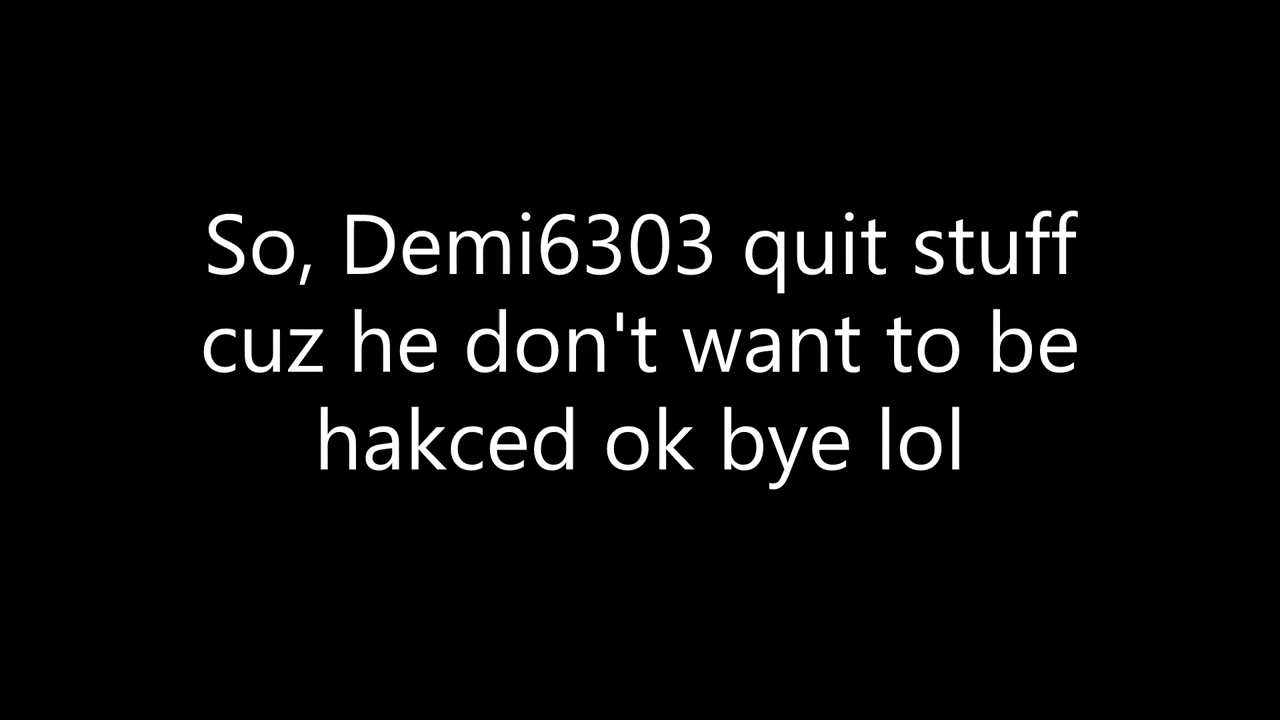 So, Demi6303 quit stuff
cuz he don't want to be
hakced ok bye lol